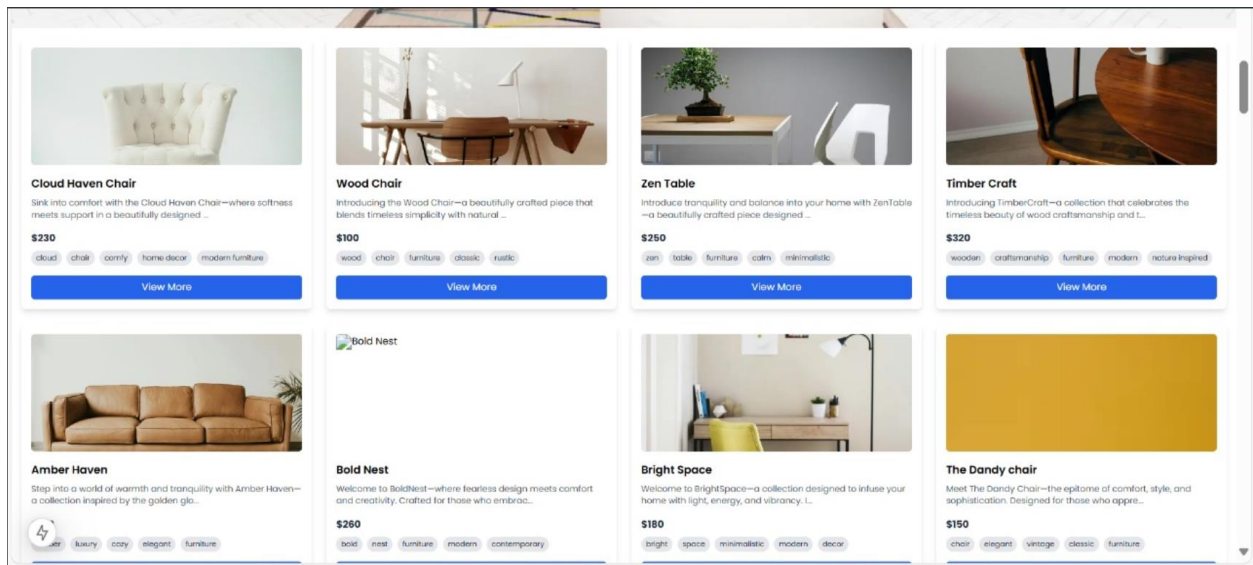 Cloud Haven Chair
Sink into comfort with the Cloud Haven Chair—where softness
meets support in a beautifully designed ...
$230
cloud chair comfy home decor modern furniture
View More
Wood Chair
Introducing the Wood Chair—a beautifully crafted piece that
blends timeless simplicity with natural ...
$100
wood chair furniture classic rustic
View More
Zen Table
Introduce tranquility and balance into your home with ZenTable
—a beautifully crafted piece designed ...
$250
zen table furniture calm minimalistic
View More
Timber Craft
Introducing TimberCraft—a collection that celebrates the
timeless beauty of wood craftsmanship and t...
$320
wooden craftsmanship furniture modern nature inspired
View More
Amber Haven
Step into a world of warmth and tranquility with Amber Haven—
a collection inspired by the golden glo...
luxury cozy elegant furniture
Bold Nest
Bold Nest
Welcome to BoldNest—where fearless design meets comfort
and creativity. Crafted for those who embrac...
$260
bold nest furniture modern contemporary
Bright Space
Welcome to BrightSpace—a collection designed to infuse your
home with light, energy, and vibrancy. I...
$180
bright space minimalistic modern decor
The Dandy chair
Meet The Dandy Chair—the epitome of comfort, style, and
sophistication. Designed for those who appre...
$150
chair elegant vintage classic furniture